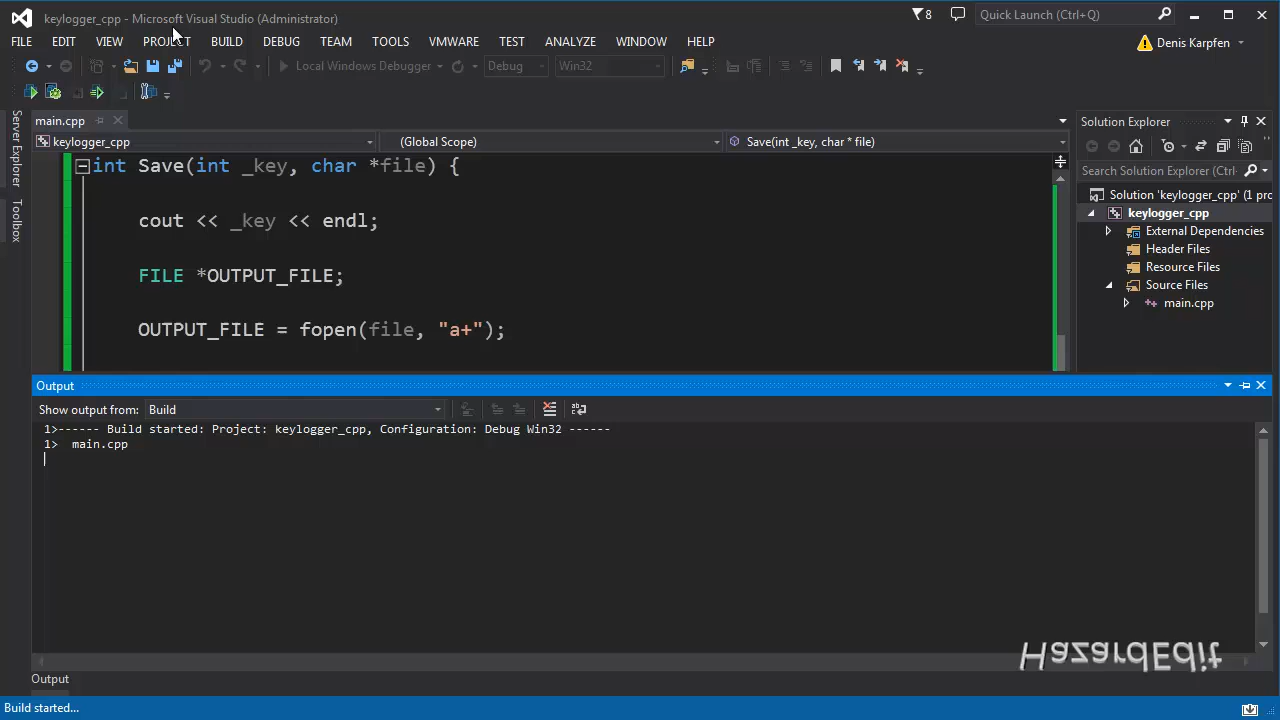 keylogger_cpp - Microsoft Visual Studio (Administrator)
8
Quick Launch (Ctrl+Q)
FILE EDIT VIEW PROJECT BUILD DEBUG TEAM TOOLS VMWARE TEST ANALYZE WINDOW HELP
Denis Karpfen
Local Windows Debugger Debug Win32
Server Explorer
Toolbox
main.cpp
keylogger_cpp (Global Scope) Save(int _key, char * file)
int Save(int _key, char *file) {
cout << _key << endl;
FILE *OUTPUT_FILE;
OUTPUT_FILE = fopen(file, "a+");
Solution Explorer
Search Solution Explorer (Ctrl+
Solution 'keylogger_cpp' (1 pro
keylogger_cpp
External Dependencies
Header Files
Resource Files
Source Files
main.cpp
Output
Show output from: Build
1>------ Build started: Project: keylogger_cpp, Configuration: Debug Win32 ------
1> main.cpp
HazardEdit
Output
Build started...